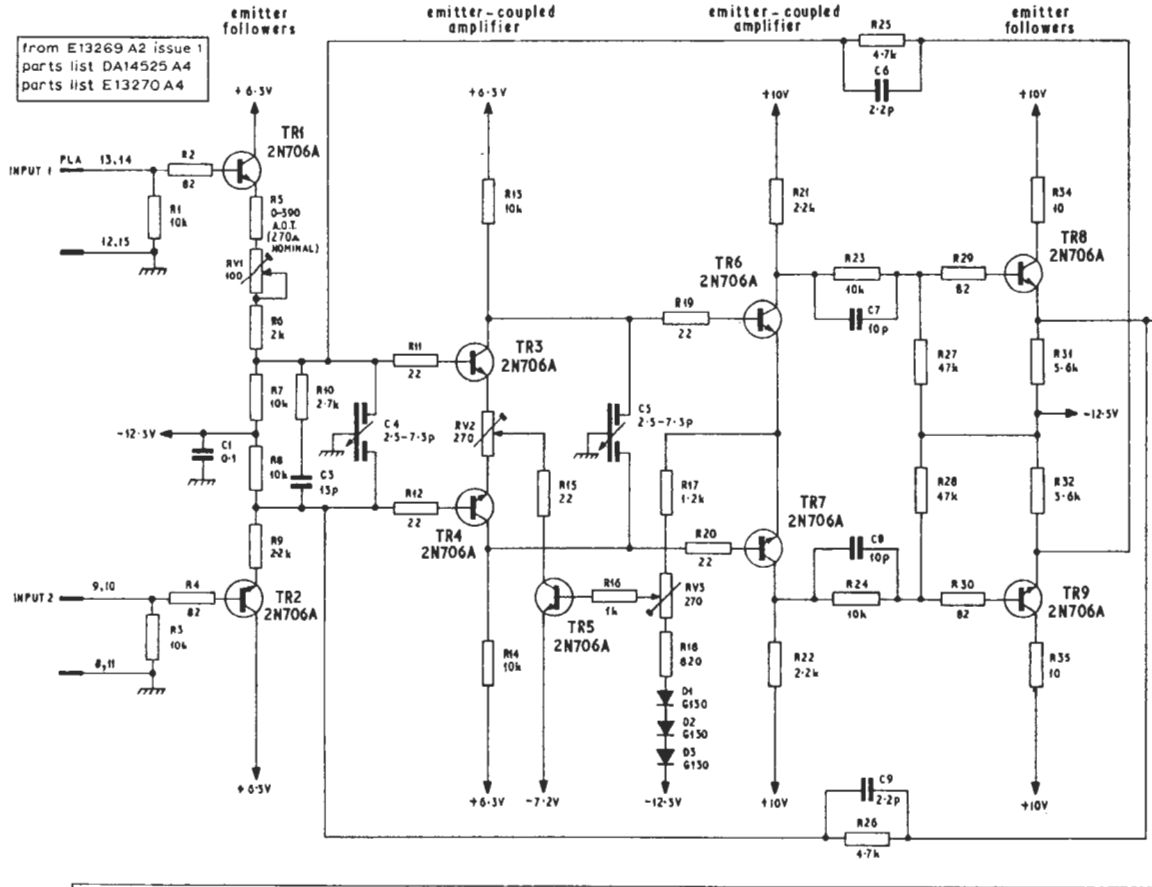 emitter
followers
emitter-coupled
amplifier
emitter-coupled
amplifier
emitter
followers
from E13269 A2 issue 1
parts list DA14525 A4
parts list E13270 A4
R25
4.7k
C6
2.2p
+6·3V
+6·3V
+10V
+10V
TR1
2N706A
INPUT 1
PLA
13,14
R2
82
R1
10k
12,15
R5
0-390
A.O.T.
(270Ω
NOMINAL)
RV1
100
R6
2k
R13
10k
R21
2·2k
R34
10
TR8
2N706A
TR6
2N706A
R23
10k
C7
10p
R29
82
R19
22
R11
22
TR3
2N706A
R7
10k
R10
2·7k
C4
2·5-7·3p
RV2
270
C5
2·5-7·3p
R27
47k
R31
5·6k
-12·5V
-12·3V
C1
0·1
R8
10k
C3
15p
R15
22
R17
1·2k
R28
47k
R32
5·6k
R12
22
TR4
2N706A
R20
22
TR7
2N706A
R9
2·2k
C8
10p
R24
10k
R30
82
TR9
2N706A
INPUT 2
9,10
R4
82
TR2
2N706A
R3
10k
8,11
TR5
2N706A
R16
1k
RV3
270
R14
10k
R18
820
R22
2·2k
R35
10
D1
G130
D2
G130
D3
G130
+6·5V
+6·3V
-7·2V
-12·3V
+10V
+10V
C9
2·2p
R26
4·7k